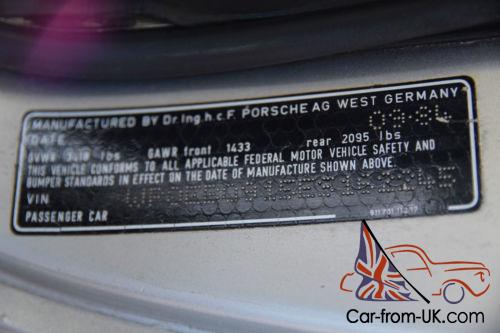 MANUFACTURED BY Dr.Ing.h.c.F. PORSCHE AG WEST GERMANY
DATE
GVWR lbs GAWR front 1433 rear 2095 lbs
THIS VEHICLE CONFORMS TO ALL APPLICABLE FEDERAL MOTOR VEHICLE SAFETY AND
BUMPER STANDARDS IN EFFECT ON THE DATE OF MANUFACTURE SHOWN ABOVE.
VIN
PASSENGER CAR
Car-from-UK.com